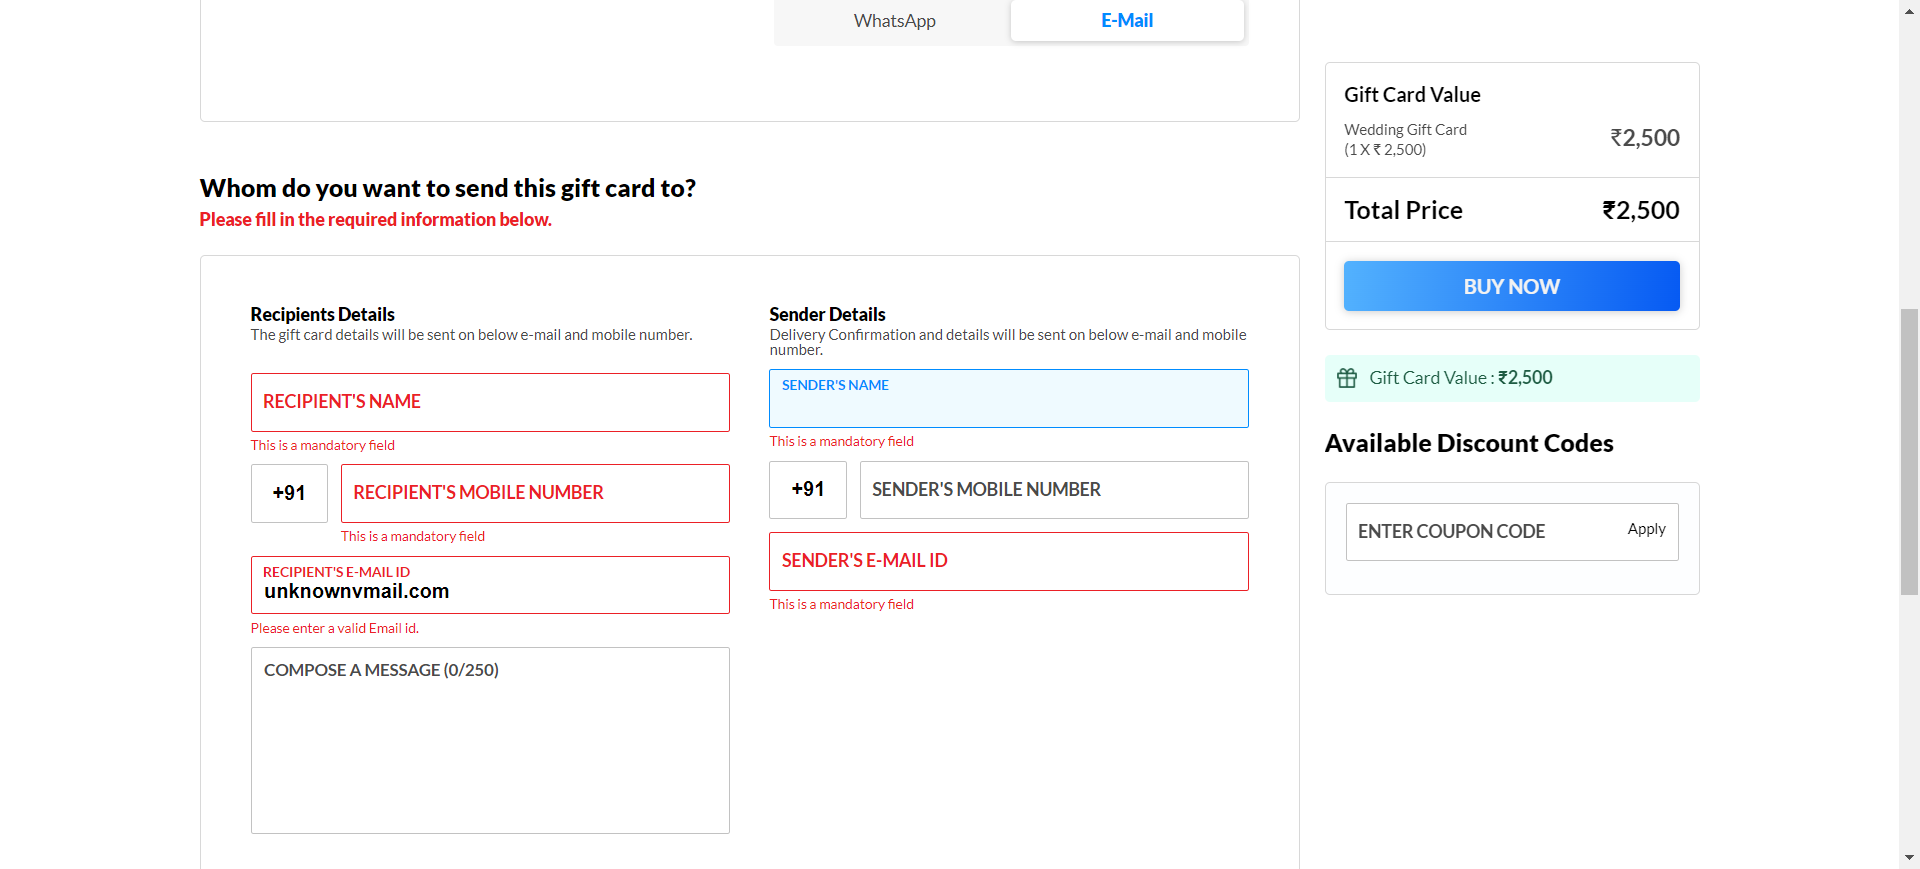 WhatsApp
E-Mail
Whom do you want to send this gift card to?
Please fill in the required information below.
Recipients Details
The gift card details will be sent on below e-mail and mobile number.
RECIPIENT'S NAME
This is a mandatory field
+91
RECIPIENT'S MOBILE NUMBER
This is a mandatory field
RECIPIENT'S E-MAIL ID
unknownvmail.com
Please enter a valid Email id.
COMPOSE A MESSAGE (0/250)
Sender Details
Delivery Confirmation and details will be sent on below e-mail and mobile
number.
SENDER'S NAME
This is a mandatory field
+91
SENDER'S MOBILE NUMBER
SENDER'S E-MAIL ID
This is a mandatory field
Gift Card Value
Wedding Gift Card
(1 X ₹ 2,500)
₹2,500
Total Price
₹2,500
BUY NOW
Gift Card Value : ₹2,500
Available Discount Codes
ENTER COUPON CODE
Apply